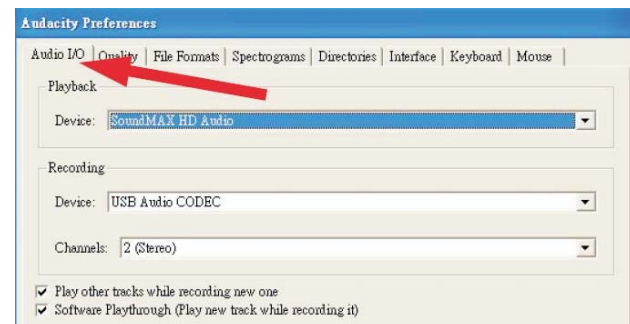 Audacity Preferences
Audio I/O | Quality | File Formats | Spectrograms | Directories | Interface | Keyboard | Mouse
Playback
Device: SoundMAX HD Audio
Recording
Device: USB Audio CODEC
Channels: 2 (Stereo)
Play other tracks while recording new one
Software Playthrough (Play new track while recording it)